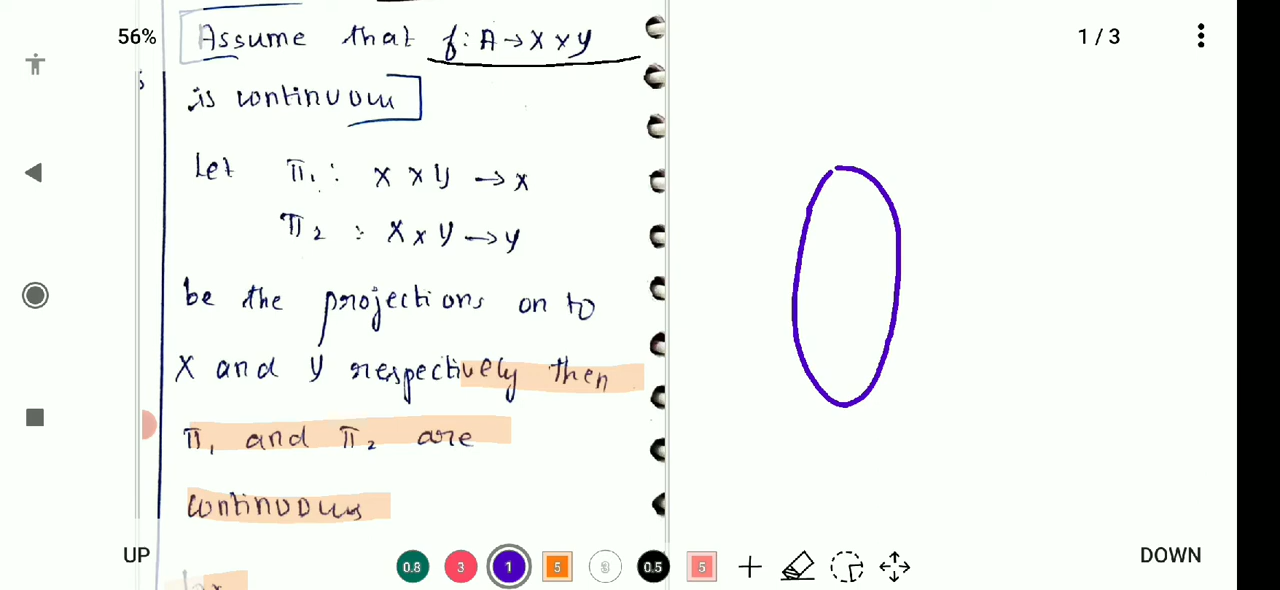 56%
1 / 3
Assume that f: A → X x Y
is continuous
Let π₁ : X x Y → X
π₂ : X x Y → Y
be the projections on to
X and Y respectively then
π₁ and π₂ are
continuous
UP
0.8 3 1 5 3 0.5 5
DOWN